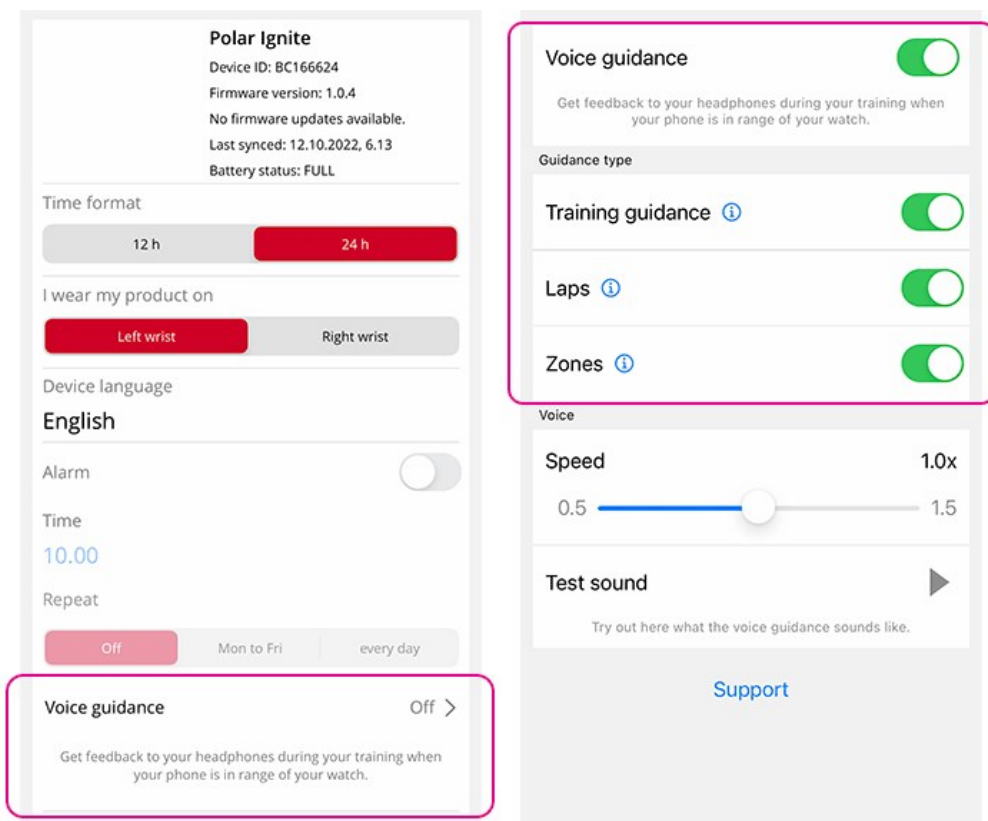 Polar Ignite
Device ID: BC166624
Firmware version: 1.0.4
No firmware updates available.
Last synced: 12.10.2022, 6.13
Battery status: FULL
Time format
12 h 24 h
I wear my product on
Left wrist Right wrist
Device language
English
Alarm
Time
10.00
Repeat
Off Mon to Fri every day
Voice guidance Off
Get feedback to your headphones during your training when
your phone is in range of your watch.
Voice guidance
Get feedback to your headphones during your training when
your phone is in range of your watch.
Guidance type
Training guidance
Laps
Zones
Voice
Speed 1.0x
0.5 1.5
Test sound
Try out here what the voice guidance sounds like.
Support